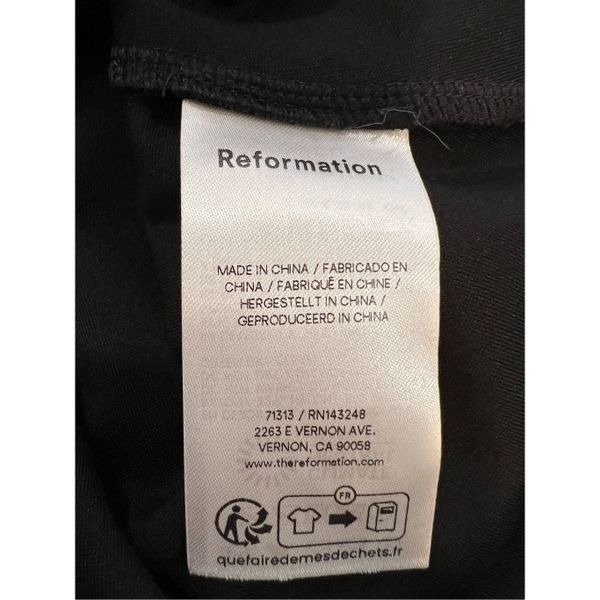 Reformation
MADE IN CHINA / FABRICADO EN
CHINA / FABRIQUÉ EN CHINE /
HERGESTELLT IN CHINA /
GEPRODUCEERD IN CHINA
71313 / RN143248
2263 E VERNON AVE.
VERNON, CA 90058
www.thereformation.com
FR
quefairedemesdechets.fr